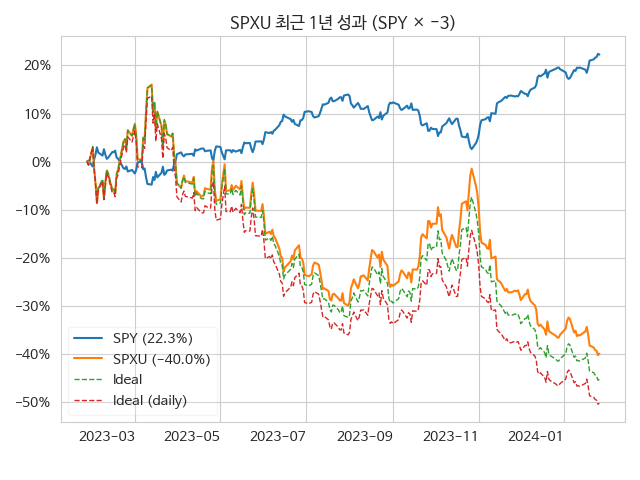 SPXU 최근 1년 성과 (SPY × −3)
20%
10%
0%
−10%
−20%
−30%
−40%
−50%
SPY (22.3%)
SPXU (−40.0%)
Ideal
Ideal (daily)
2023−03
2023−05
2023−07
2023−09
2023−11
2024−01